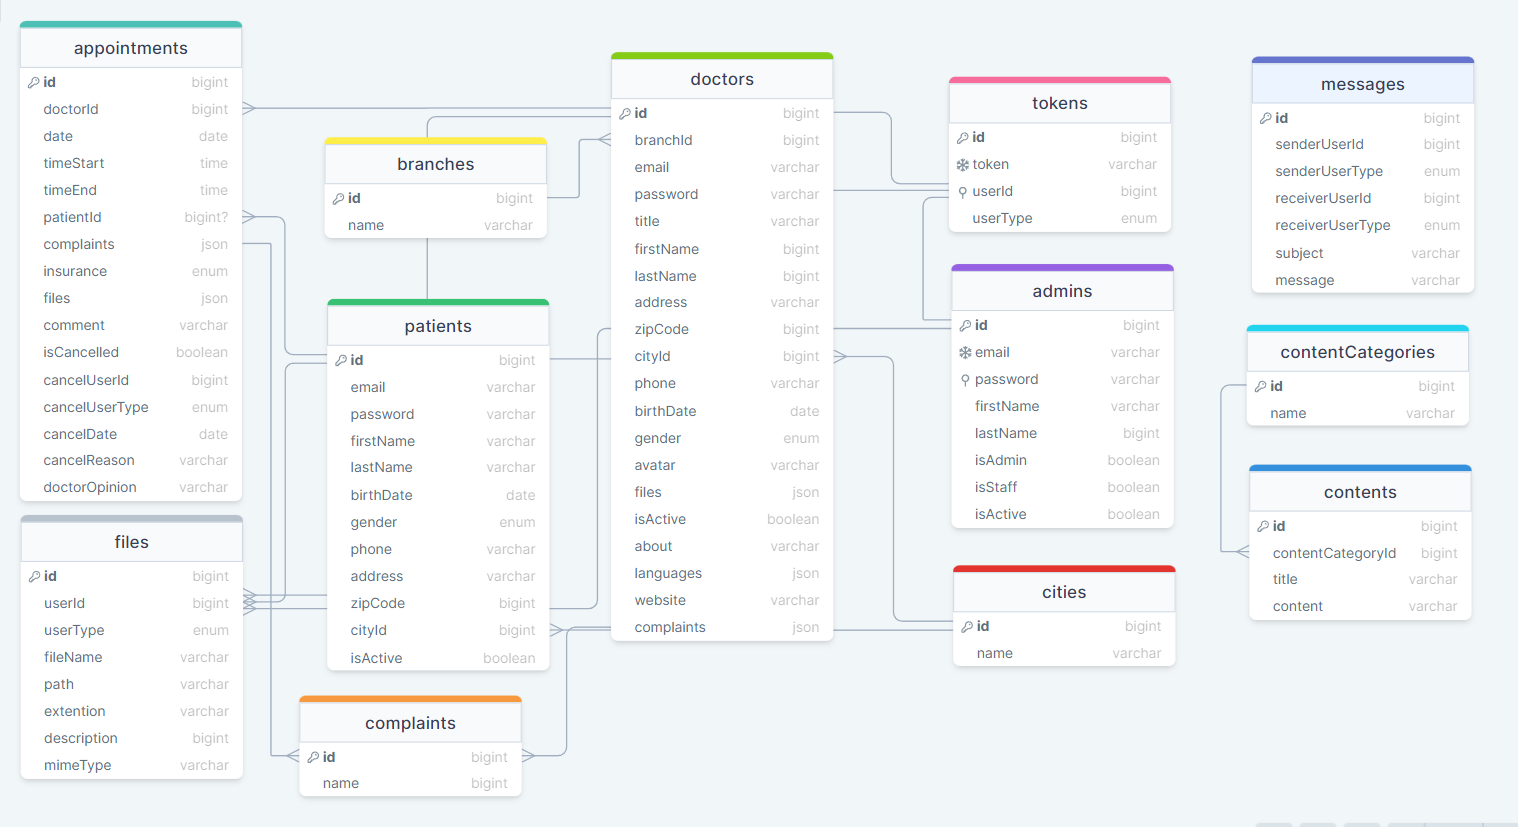 appointments
id bigint
doctorId bigint
date date
timeStart time
timeEnd time
patientId bigint?
complaints json
insurance enum
files json
comment varchar
isCancelled boolean
cancelUserId bigint
cancelUserType enum
cancelDate date
cancelReason varchar
doctorOpinion varchar
files
id bigint
userId bigint
userType enum
fileName varchar
path varchar
extention varchar
description bigint
mimeType varchar
branches
id bigint
name varchar
patients
id bigint
email varchar
password varchar
firstName varchar
lastName varchar
birthDate date
gender enum
phone varchar
address varchar
zipCode bigint
cityId bigint
isActive boolean
complaints
id bigint
name bigint
doctors
id bigint
branchId bigint
email varchar
password varchar
title varchar
firstName bigint
lastName bigint
address varchar
zipCode bigint
cityId bigint
phone varchar
birthDate date
gender enum
avatar varchar
files json
isActive boolean
about varchar
languages json
website varchar
complaints json
tokens
id bigint
token varchar
userId bigint
userType enum
admins
id bigint
email varchar
password varchar
firstName varchar
lastName bigint
isAdmin boolean
isStaff boolean
isActive boolean
cities
id bigint
name varchar
messages
id bigint
senderUserId bigint
senderUserType enum
receiverUserId bigint
receiverUserType enum
subject varchar
message varchar
contentCategories
id bigint
name varchar
contents
id bigint
contentCategoryId bigint
title varchar
content varchar